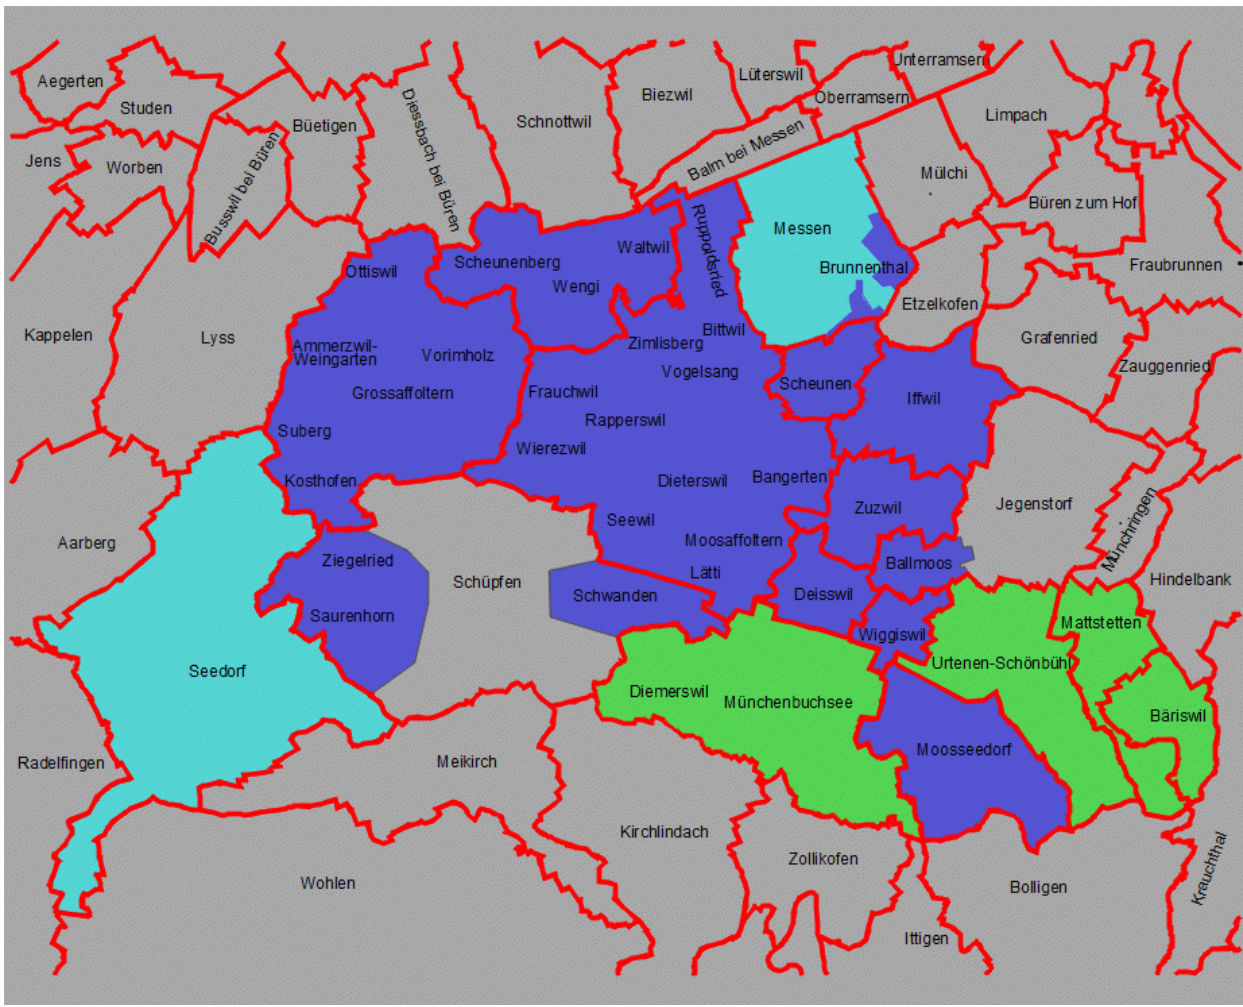 Aegerten
Studen
Büetigen
Diessbach bei Büren
Schnottwil
Biezwil
Lüterswil
Unterramsern
Oberramsern
Limpach
Jens
Worben
Busswil bei Büren
Balm bei Messen
Mülchi
Büren zum Hof
Fraubrunnen
Ottiswil
Scheunenberg
Waltwil
Wengi
Ruppoldsried
Messen
Brunnenthal
Etzelkofen
Kappelen
Lyss
Ammerzwil-
Weingarten
Vorimholz
Grossaffoltern
Zimlisberg
Bittwil
Vogelsang
Scheunen
Grafenried
Zauggenried
Frauchwil
Iffwil
Suberg
Rapperswil
Wierezwil
Kosthofen
Dieterswil
Bangerten
Zuzwil
Jegenstorf
Münchringen
Aarberg
Seewil
Moosaffoltern
Ziegelried
Schüpfen
Lätti
Ballmoos
Hindelbank
Saurenhorn
Schwanden
Deisswil
Wiggiswil
Mattstetten
Seedorf
Diemerswil
Münchenbuchsee
Urtenen-Schönbühl
Bäriswil
Radelfingen
Meikirch
Moosseedorf
Kirchlindach
Zollikofen
Wohlen
Bolligen
Krauchthal
Ittigen